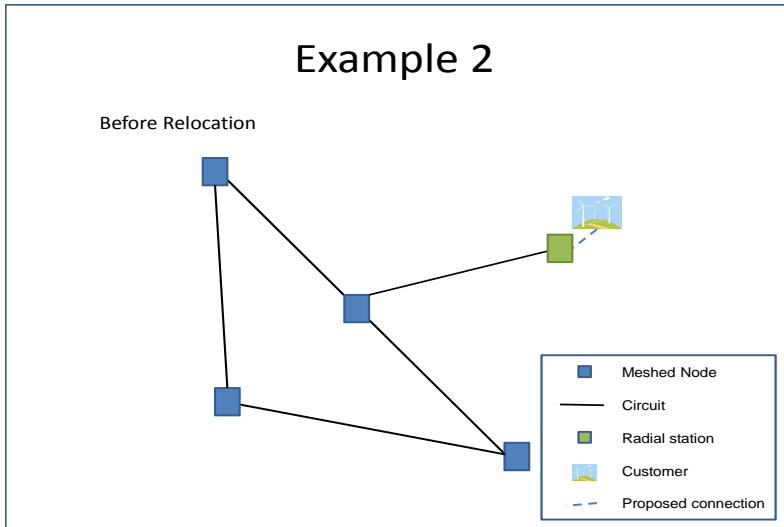 Example 2
Before Relocation
Meshed Node
Circuit
Radial station
Customer
Proposed connection